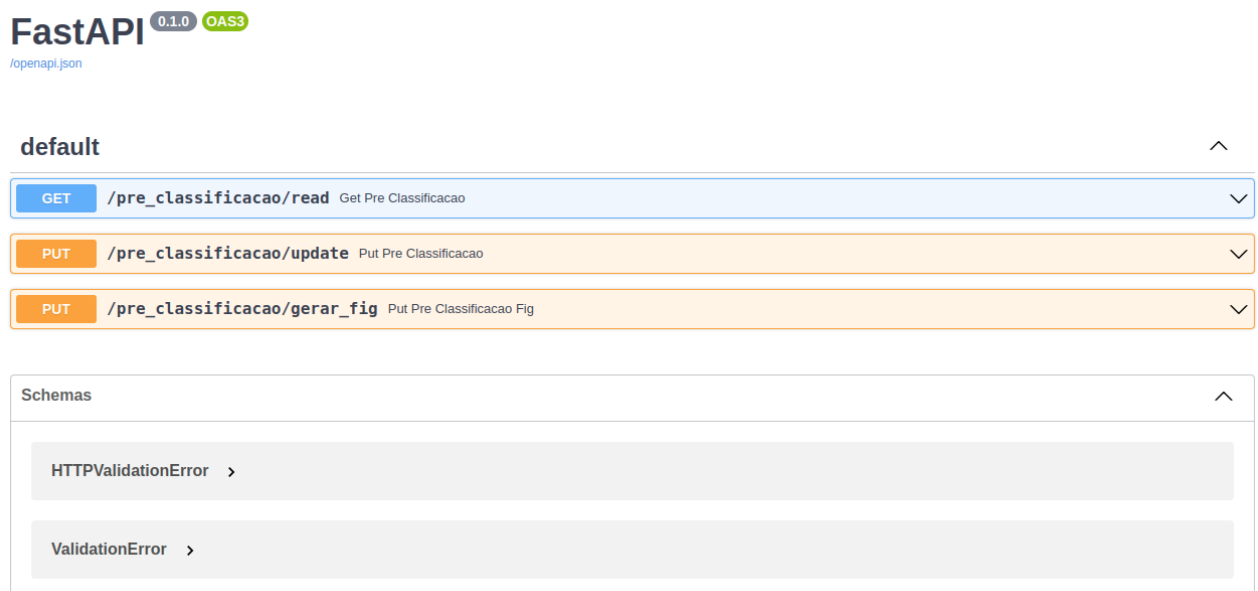 FastAPI 0.1.0 OAS3
/openapi.json
default
GET /pre_classificacao/read Get Pre Classificacao
PUT /pre_classificacao/update Put Pre Classificacao
PUT /pre_classificacao/gerar_fig Put Pre Classificacao Fig
Schemas
HTTPValidationError
ValidationError